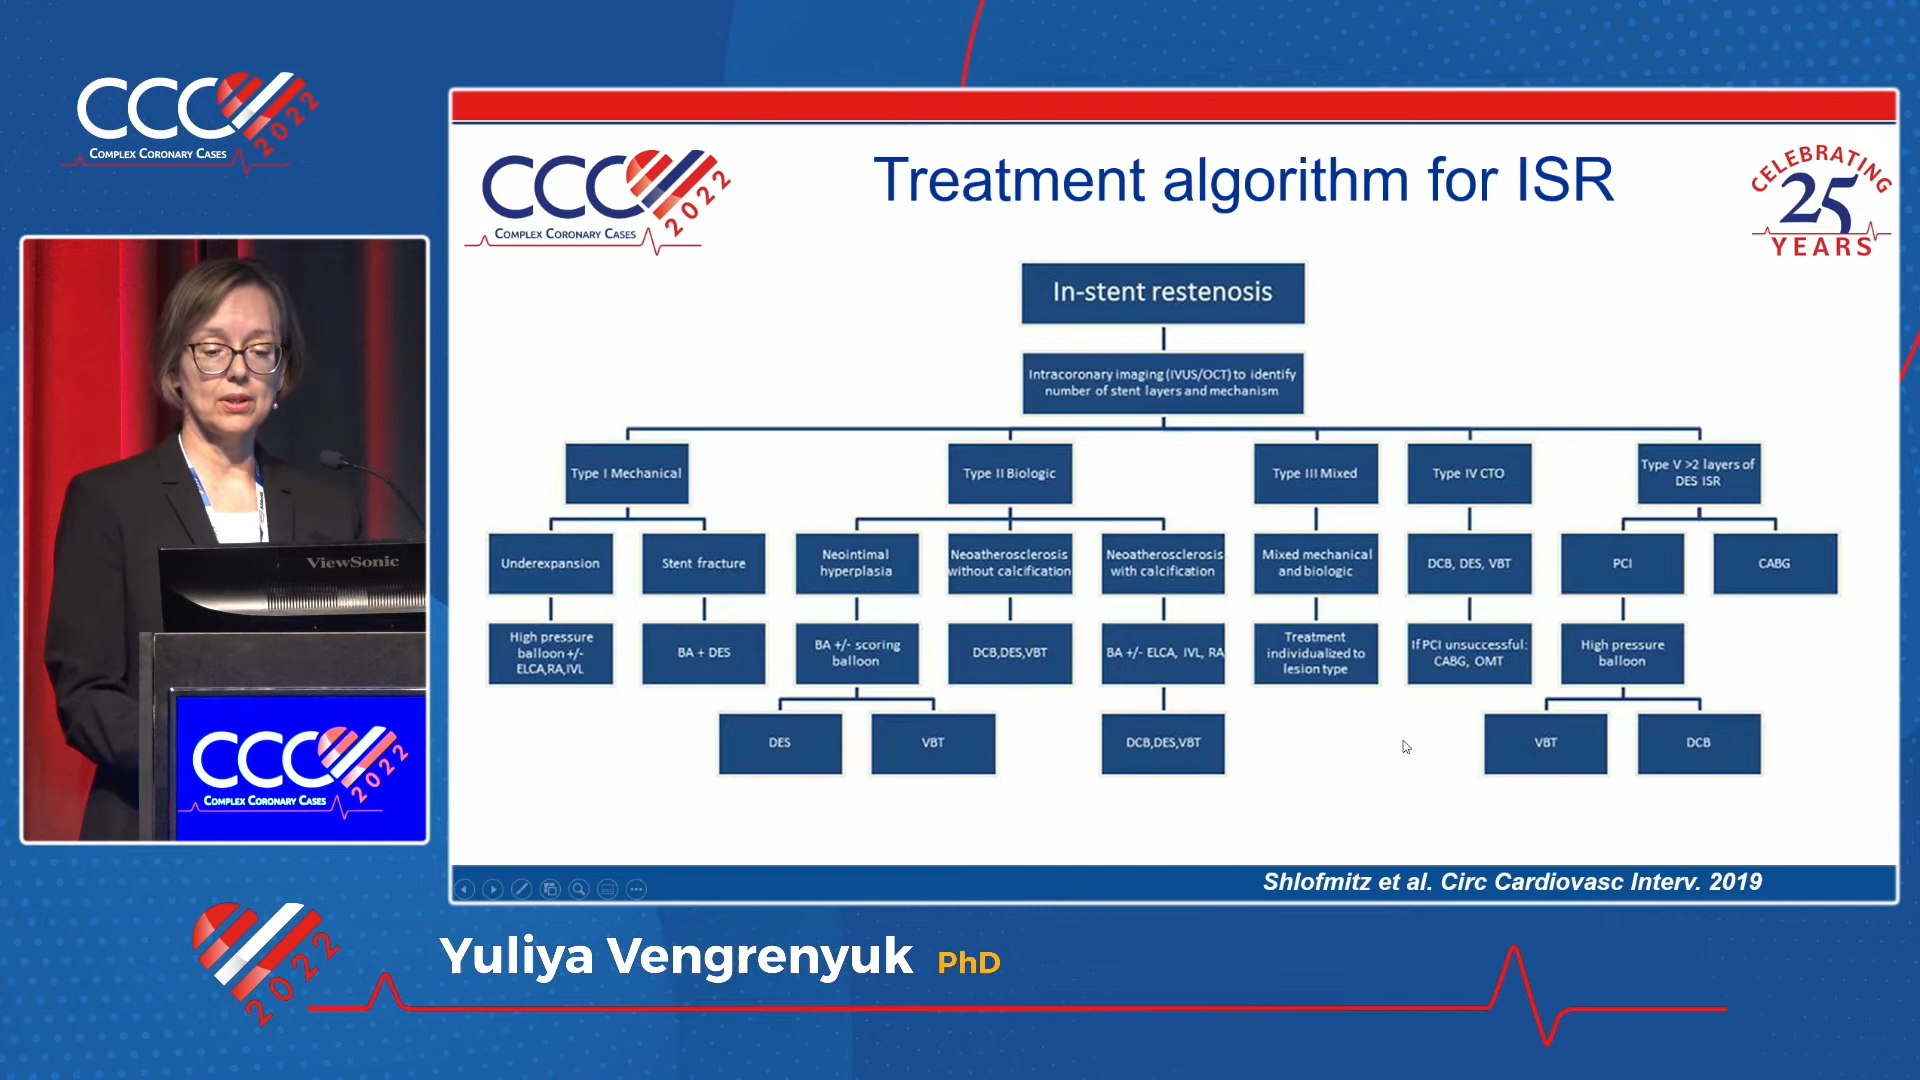 CCC 2022
COMPLEX CORONARY CASES
CCC 2022
COMPLEX CORONARY CASES
Treatment algorithm for ISR
CELEBRATING
25
YEARS
In-stent restenosis
Intracoronary imaging (IVUS/OCT) to identify
number of stent layers and mechanism
Type I Mechanical
Type II Biologic
Type III Mixed
Type IV CTO
Type V >2 layers of
DES ISR
Underexpansion
Stent fracture
Neointimal
hyperplasia
Neoatherosclerosis
without calcification
Neoatherosclerosis
with calcification
Mixed mechanical
and biologic
DCB, DES, VBT
PCI
CABG
High pressure
balloon +/-
ELCA,RA,IVL
BA + DES
BA +/- scoring
balloon
DCB,DES,VBT
BA +/- ELCA, IVL, RA
Treatment
individualized to
lesion type
If PCI unsuccessful:
CABG, OMT
High pressure
balloon
DES
VBT
DCB,DES,VBT
VBT
DCB
Shlofmitz et al. Circ Cardiovasc Interv. 2019
ViewSonic
CCC 2022
COMPLEX CORONARY CASES
2022
Yuliya Vengrenyuk PhD